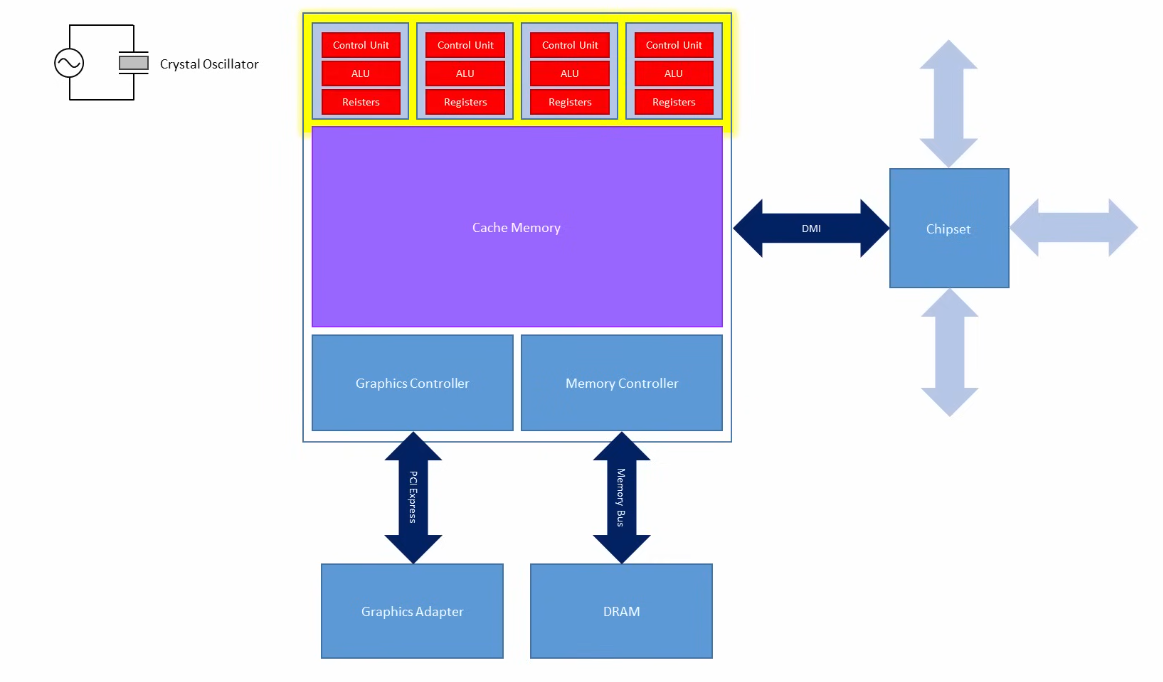 Crystal Oscillator
Control Unit
ALU
Reisters
Control Unit
ALU
Registers
Control Unit
ALU
Registers
Control Unit
ALU
Registers
Cache Memory
DMI
Chipset
Graphics Controller
Memory Controller
PCI Express
Memory Bus
Graphics Adapter
DRAM